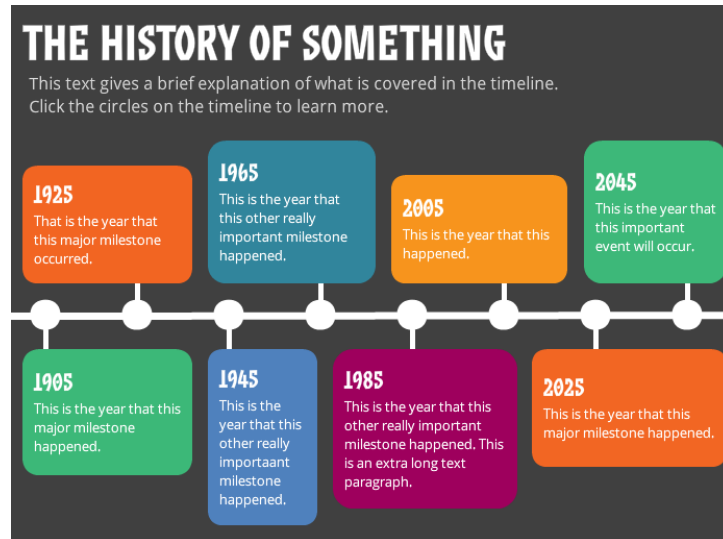 THE HISTORY OF SOMETHING
This text gives a brief explanation of what is covered in the timeline.
Click the circles on the timeline to learn more.
1925
That is the year that
this major milestone
occurred.
1965
This is the year that
this other really
important milestone
happened.
2005
This is the year that this
happened.
2045
This is the year that
this important
event will occur.
1905
This is the year that this
major milestone
happened.
1945
This is the
year that this
other really
importaant
milestone
happened.
1985
This is the year that this
other really important
milestone happened. This
is an extra long text
paragraph.
2025
This is the year that this
major milestone happened.